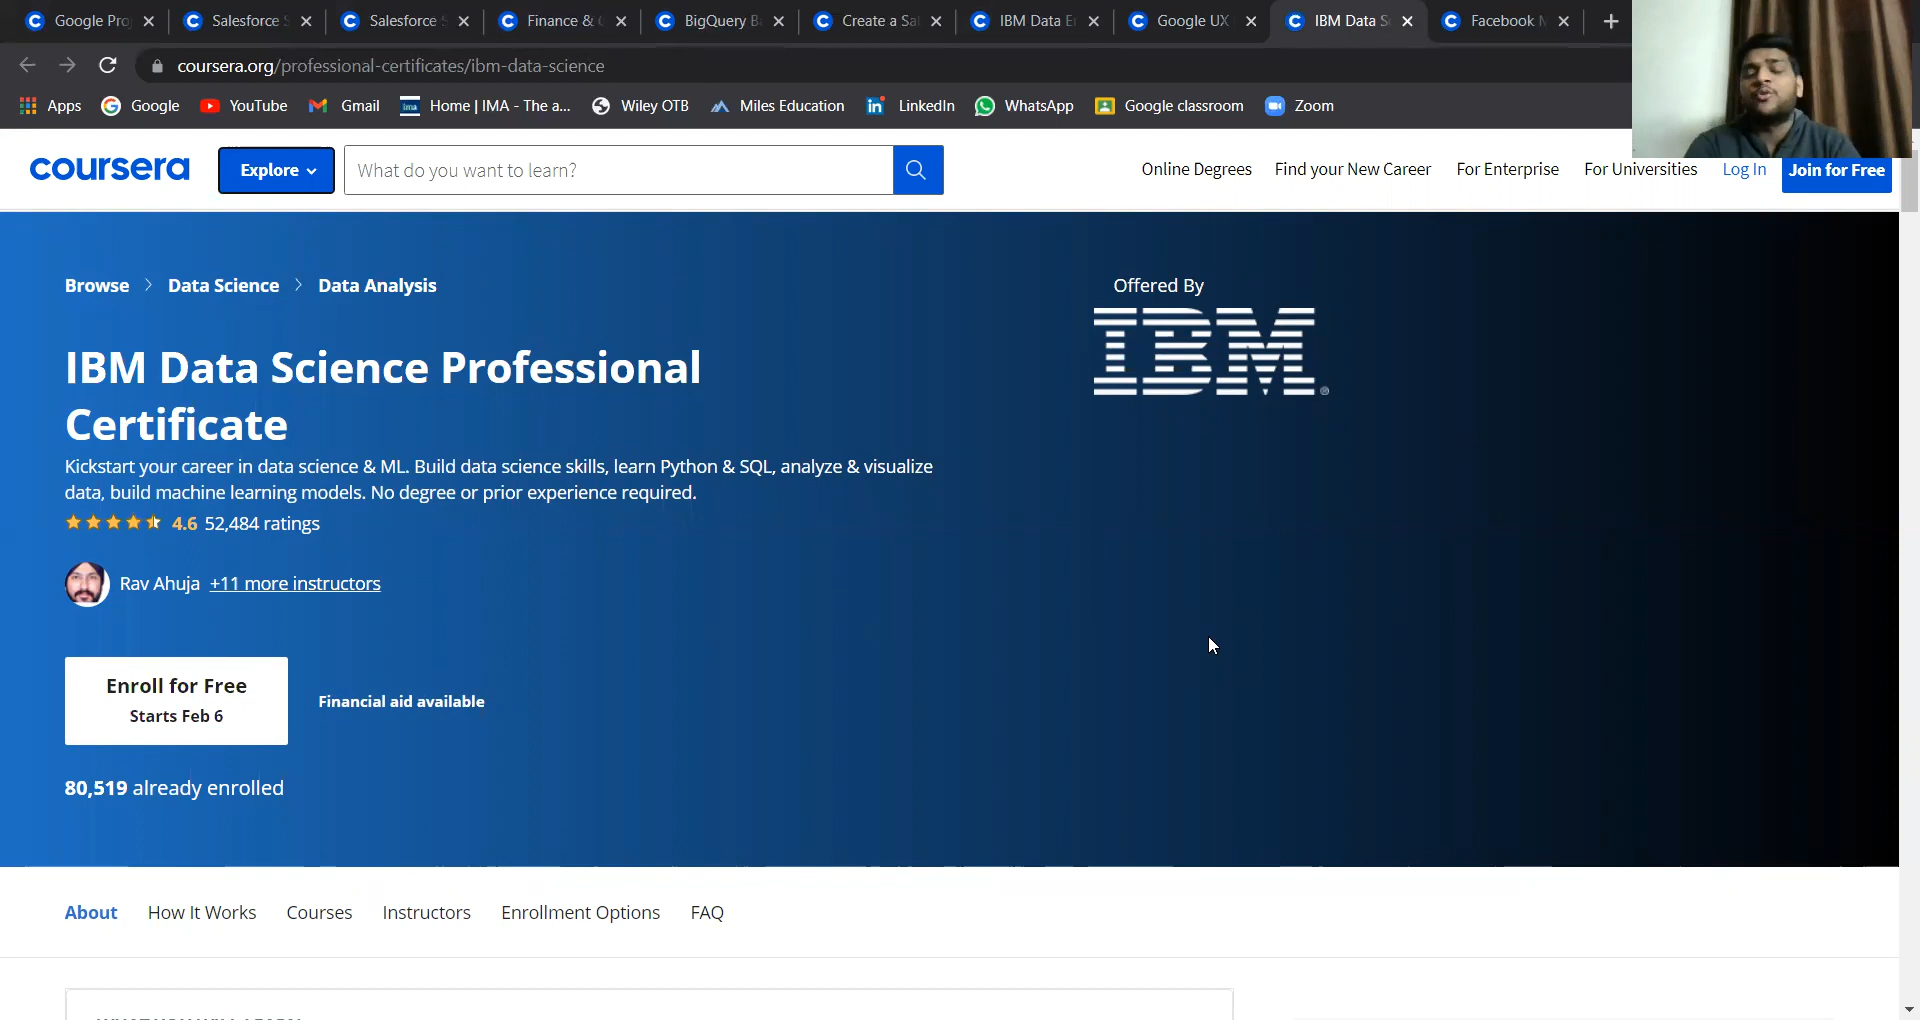 Google Pro
Salesforce S
Salesforce S
Finance &
BigQuery B
Create a Sal
IBM Data E
Google UX
IBM Data S
Facebook M
coursera.org/professional-certificates/ibm-data-science
Apps
Google
YouTube
Gmail
Home | IMA - The a...
Wiley OTB
Miles Education
LinkedIn
WhatsApp
Google classroom
Zoom
coursera
Explore
What do you want to learn?
Online Degrees
Find your New Career
For Enterprise
For Universities
Log In
Join for Free
Browse > Data Science > Data Analysis
Offered By
IBM®
IBM Data Science Professional
Certificate
Kickstart your career in data science & ML. Build data science skills, learn Python & SQL, analyze & visualize
data, build machine learning models. No degree or prior experience required.
4.6 52,484 ratings
Rav Ahuja +11 more instructors
Enroll for Free
Starts Feb 6
Financial aid available
80,519 already enrolled
About
How It Works
Courses
Instructors
Enrollment Options
FAQ